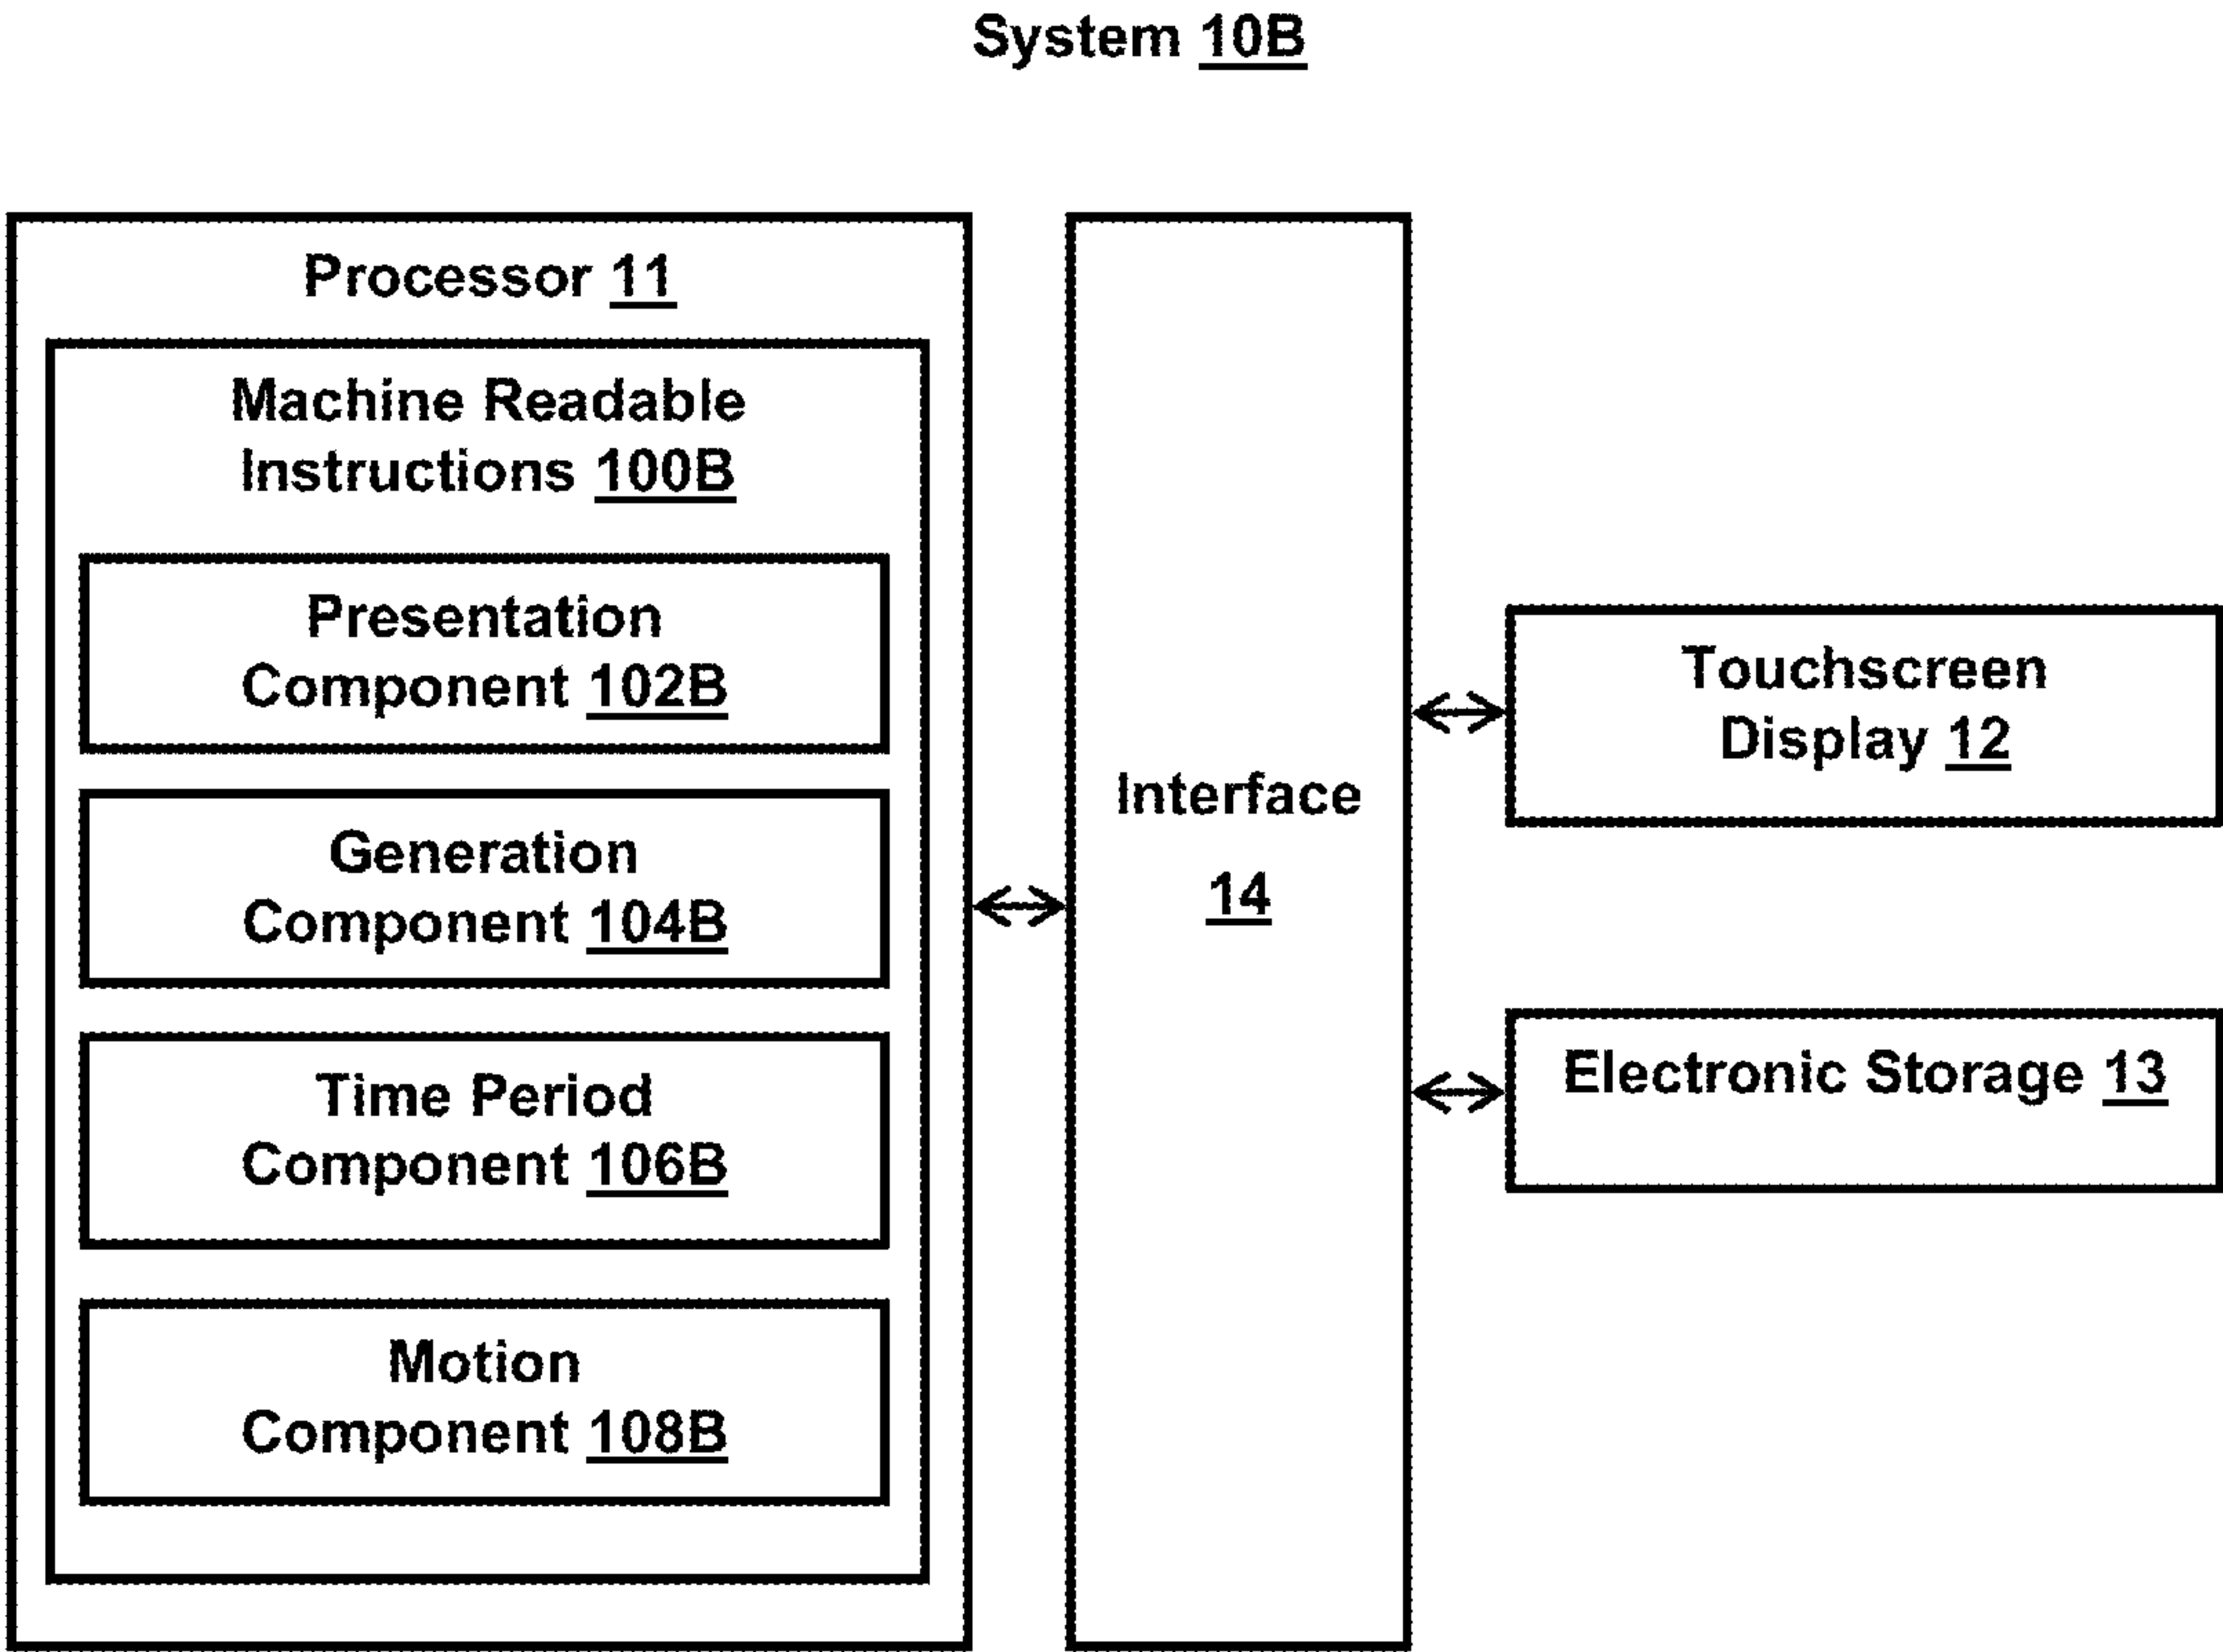 System 10B
Processor 11
Machine Readable
Instructions 100B
Presentation
Component 102B
Generation
Component 104B
Time Period
Component 106B
Motion
Component 108B
Interface
14
Touchscreen
Display 12
Electronic Storage 13